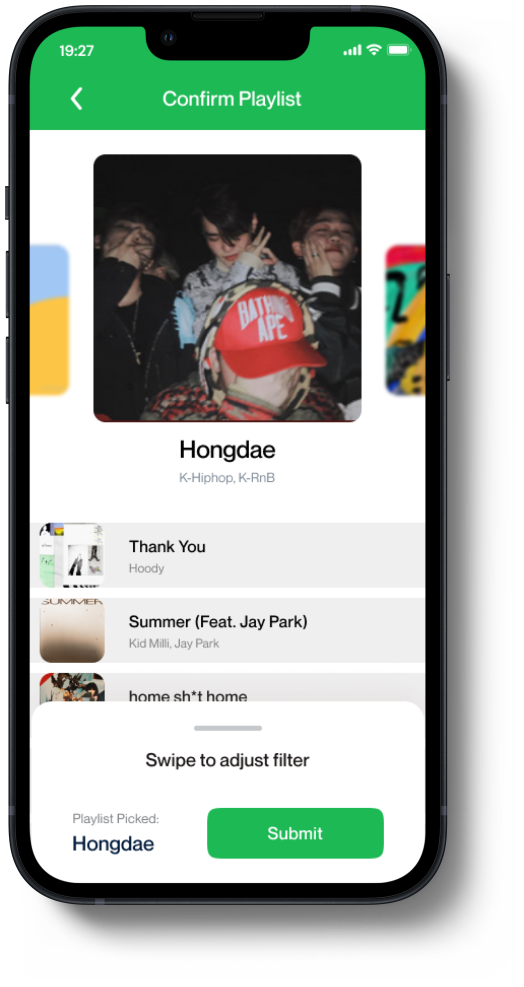 19:27
Confirm Playlist
BATHING
APE
Hongdae
K-Hiphop, K-RnB
Thank You
Hoody
SUMMER
Summer (Feat. Jay Park)
Kid Milli, Jay Park
home sh*t home
Swipe to adjust filter
Playlist Picked:
Hongdae
Submit